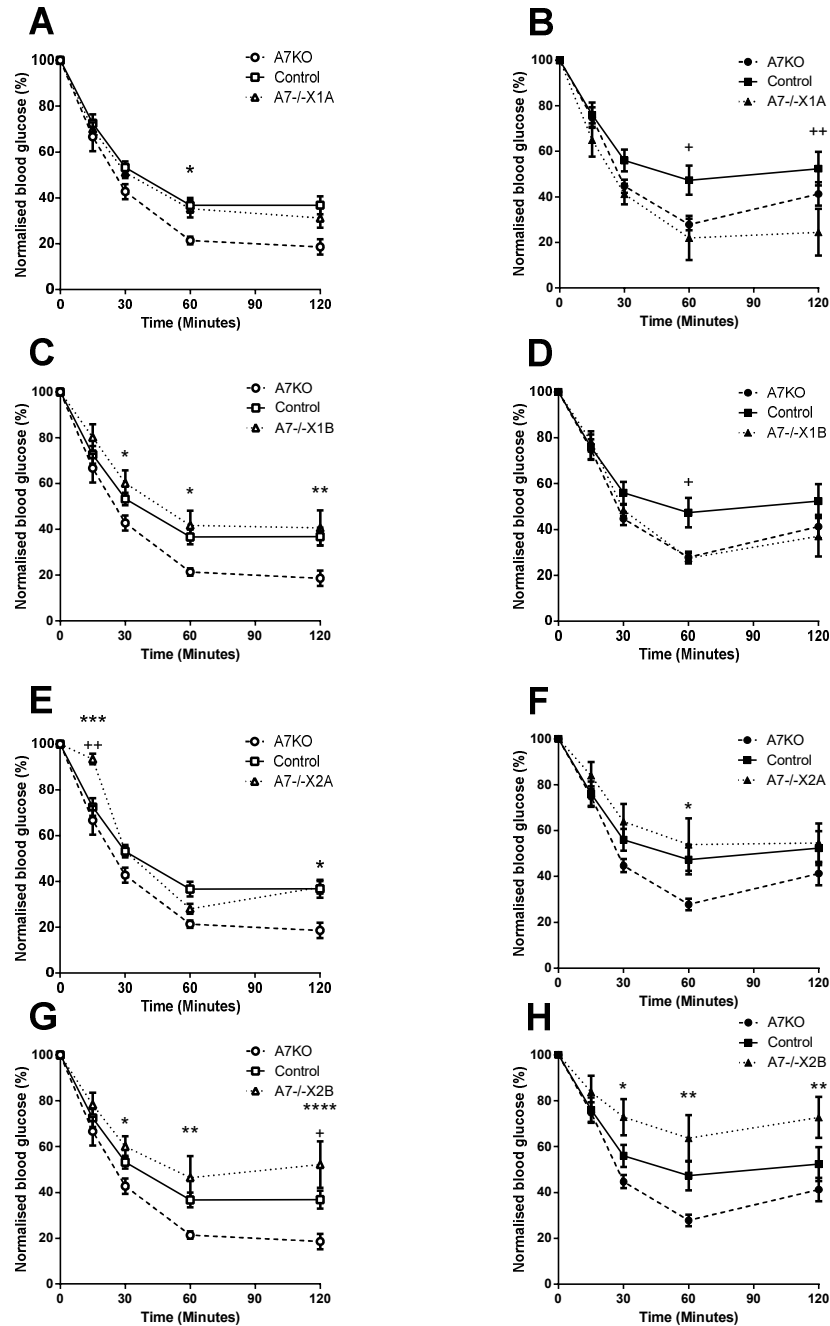 A
A7KO
Control
A7-/-X1A
Normalised blood glucose (%)
100
80
60
40
20
0
*
0 30 60 90 120
Time (Minutes)
B
A7KO
Control
A7-/-X1A
Normalised blood glucose (%)
100
80
60
40
20
0
+
++
0 30 60 90 120
Time (Minutes)
C
A7KO
Control
A7-/-X1B
Normalised blood glucose (%)
100
80
60
40
20
0
* * **
0 30 60 90 120
Time (Minutes)
D
A7KO
Control
A7-/-X1B
Normalised blood glucose (%)
100
80
60
40
20
0
+
0 30 60 90 120
Time (Minutes)
E
***
++
A7KO
Control
A7-/-X2A
Normalised blood glucose (%)
100
80
60
40
20
0
*
0 30 60 90 120
Time (Minutes)
F
A7KO
Control
A7-/-X2A
Normalised blood glucose (%)
100
80
60
40
20
0
*
0 30 60 90 120
Time (Minutes)
G
A7KO
Control
A7-/-X2B
Normalised blood glucose (%)
100
80
60
40
20
0
* ** ****
+
0 30 60 90 120
Time (Minutes)
H
A7KO
Control
A7-/-X2B
Normalised blood glucose (%)
100
80
60
40
20
0
* ** **
0 30 60 90 120
Time (Minutes)